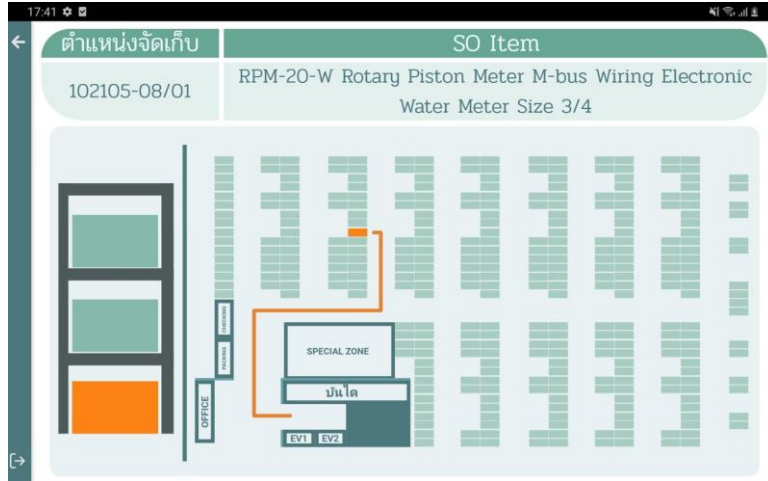 17:41
ตำแหน่งจัดเก็บ
SO Item
102105-08/01
RPM-20-W Rotary Piston Meter M-bus Wiring Electronic
Water Meter Size 3/4
CHECKING
PACKING
OFFICE
SPECIAL ZONE
บันได
EV1
EV2